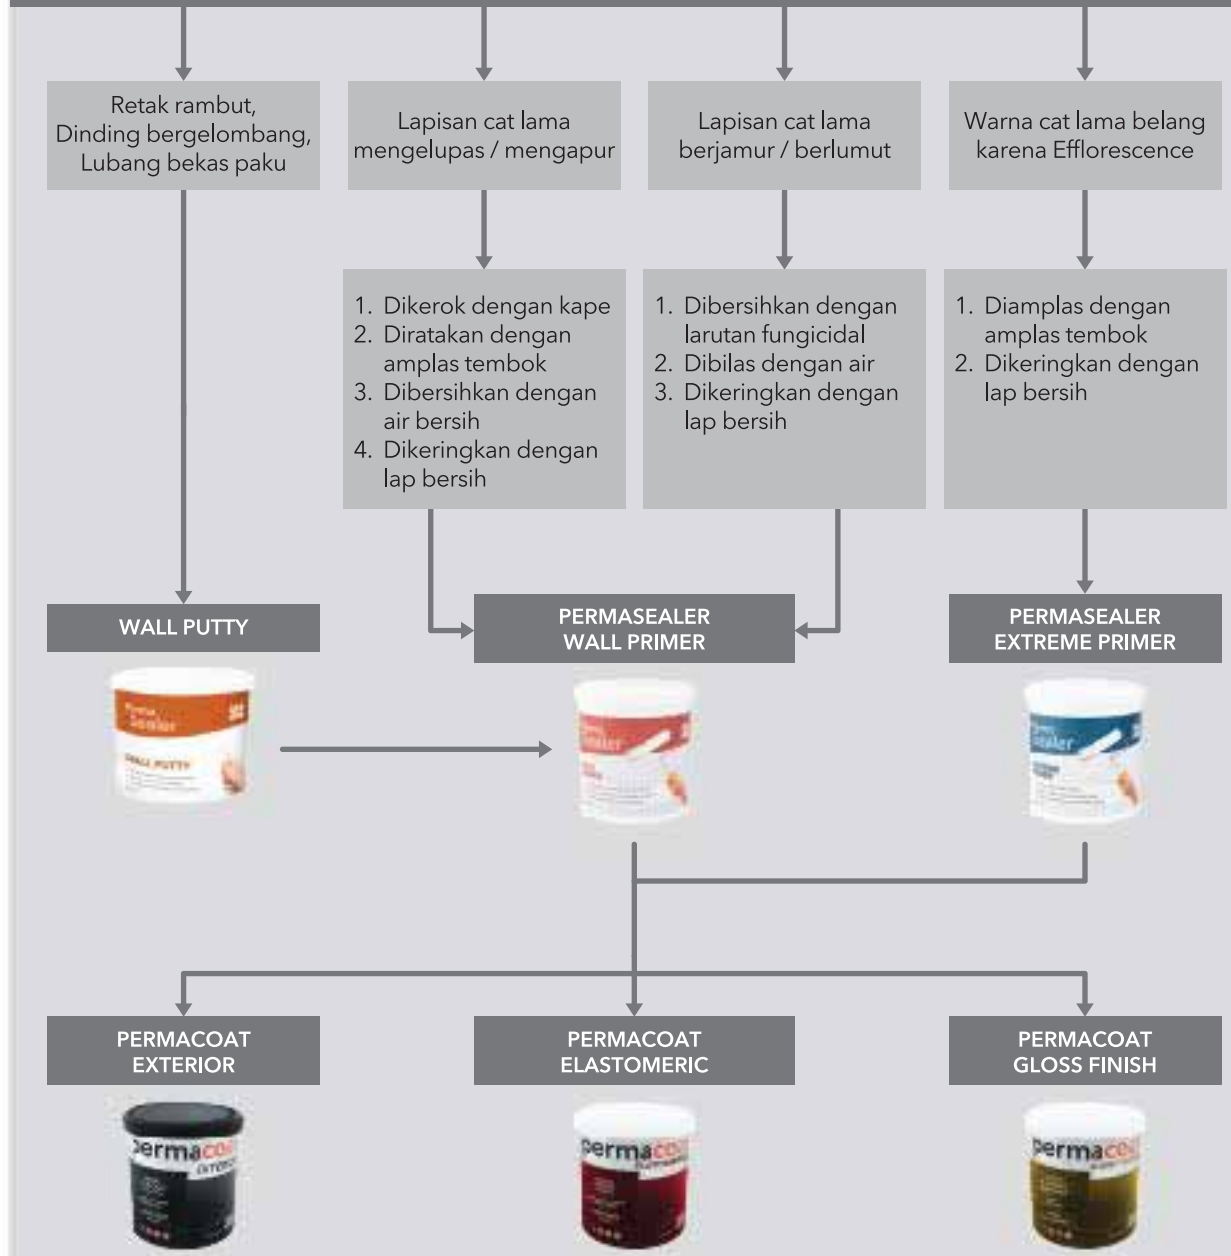 Retak rambut,
Dinding bergelombang,
Lubang bekas paku
Lapisan cat lama
mengelupas / mengapur
Lapisan cat lama
berjamur / berlumut
Warna cat lama belang
karena Efflorescence
1. Dikerok dengan kape
2. Diratakan dengan
amplas tembok
3. Dibersihkan dengan
air bersih
4. Dikeringkan dengan
lap bersih
1. Dibersihkan dengan
larutan fungicidal
2. Dibilas dengan air
3. Dikeringkan dengan
lap bersih
1. Diamplas dengan
amplas tembok
2. Dikeringkan dengan
lap bersih
WALL PUTTY
PERMASEALER
WALL PRIMER
PERMASEALER
EXTREME PRIMER
Sealer
WALL PUTTY
Sealer
Sealer
PERMACOAT
EXTERIOR
PERMACOAT
ELASTOMERIC
PERMACOAT
GLOSS FINISH
permacoat
permacoat
permacoat